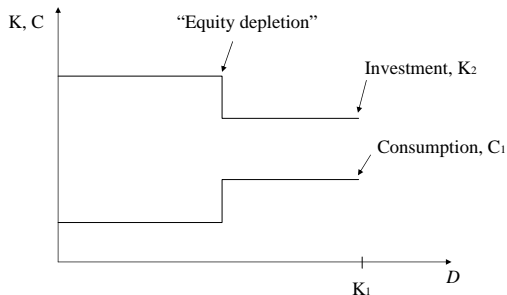 K, C
“Equity depletion”
Investment, K₂
Consumption, C₁
K₁
D